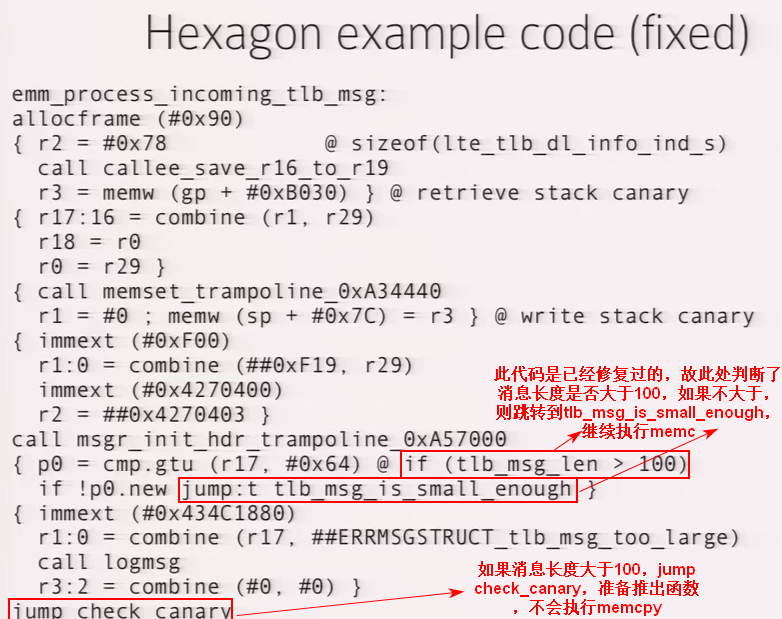 Hexagon example code (fixed)
emm_process_incoming_tlb_msg:
allocframe (#0x90)
{ r2 = #0x78 @ sizeof(lte_tlb_dl_info_ind_s)
call callee_save_r16_to_r19
r3 = memw (gp + #0xB030) } @ retrieve stack canary
{ r17:16 = combine (r1, r29)
r18 = r0
r0 = r29 }
{ call memset_trampoline_0xA34440
r1 = #0 ; memw (sp + #0x7C) = r3 } @ write stack canary
{ immext (#0xF00)
r1:0 = combine (##0xF19, r29)
immext (#0x4270400)
r2 = ##0x4270403 }
call msgr_init_hdr_trampoline_0xA57000
{ p0 = cmp.gtu (r17, #0x64) @ if (tlb_msg_len > 100)
if !p0.new jump:t tlb_msg_is_small_enough }
{ immext (#0x434C1880)
r1:0 = combine (r17, ##ERRMSGSTRUCT_tlb_msg_too_large)
call logmsg
r3:2 = combine (#0, #0) }
jump check_canary
此代码是已经修复过的，故此处判断了
消息长度是否大于100，如果不大于，
则跳转到tlb_msg_is_small_enough，
继续执行memc
如果消息长度大于100，jump
check_canary，准备推出函数
，不会执行memcpy